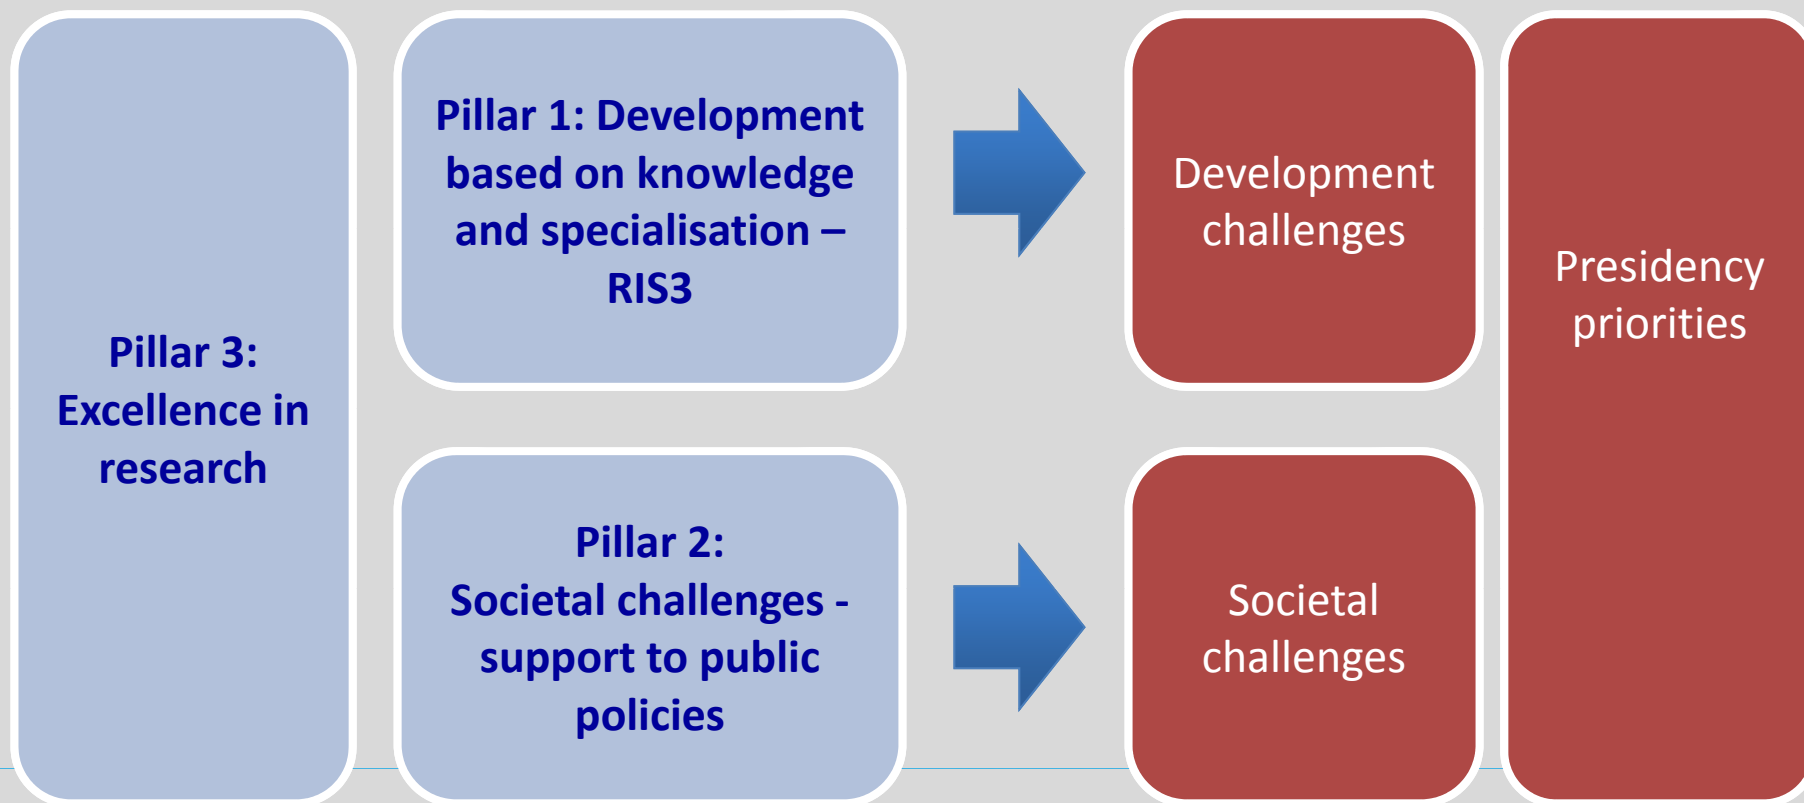 Pillar 3:
Excellence in
research
Pillar 1: Development
based on knowledge
and specialisation –
RIS3
Development
challenges
Presidency
priorities
Pillar 2:
Societal challenges -
support to public
policies
Societal
challenges